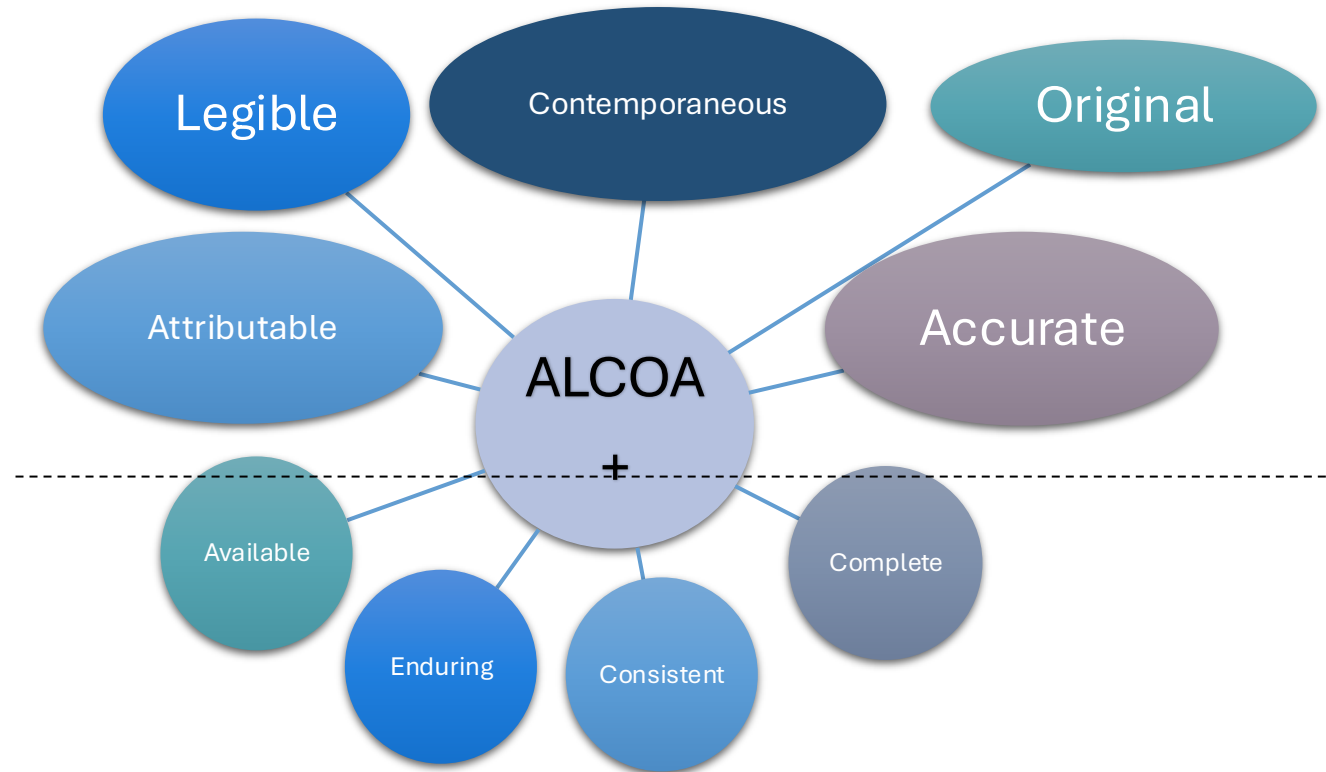 Legible
Contemporaneous
Original
Attributable
Accurate
ALCOA
+
Available
Complete
Enduring
Consistent